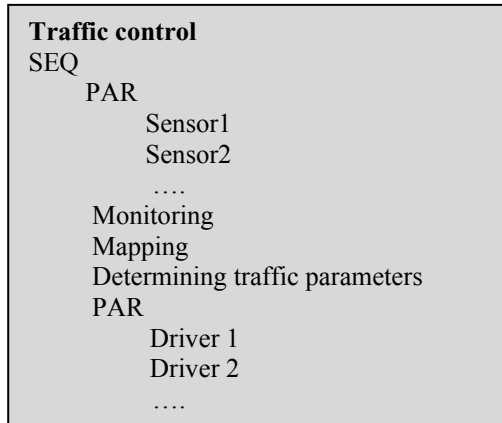 Traffic control
SEQ
PAR
Sensor1
Sensor2
….
Monitoring
Mapping
Determining traffic parameters
PAR
Driver 1
Driver 2
….